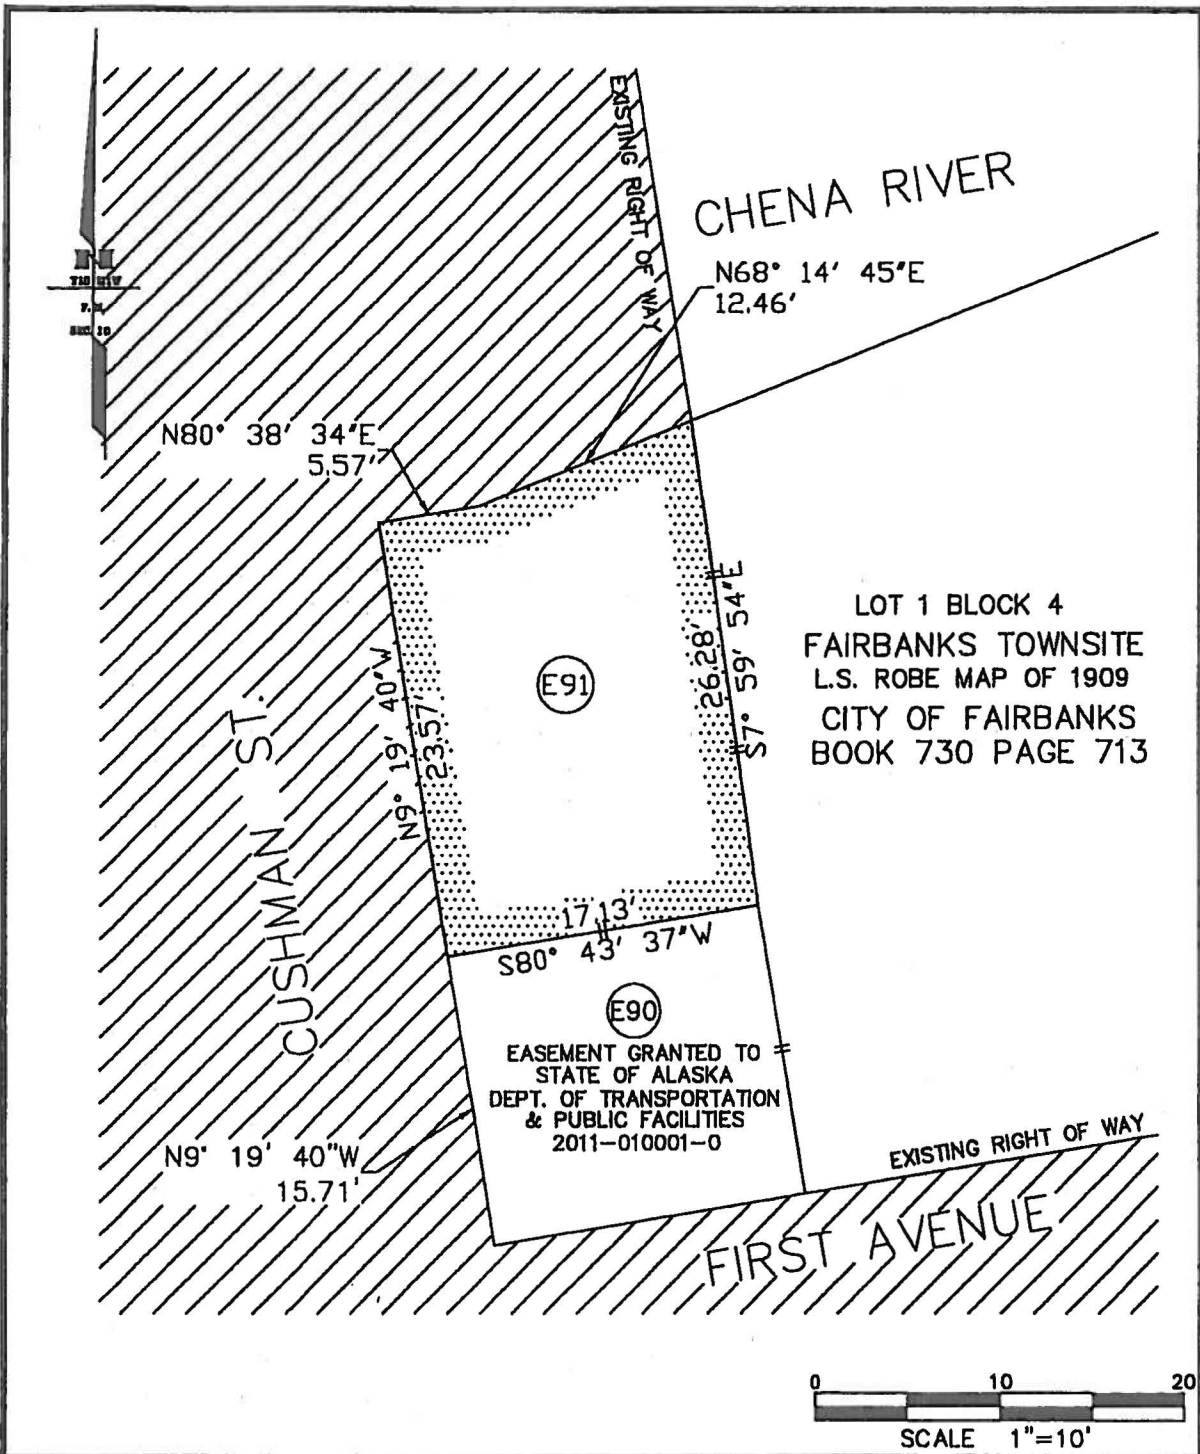 EXISTING RIGHT OF WAY
CHENA RIVER
N68° 14' 45"E
12.46'
N
T1S R1W
F.M.
SEC. 10
N80° 38' 34"E
5.57'
S7° 59' 54"E
26.28'
LOT 1 BLOCK 4
FAIRBANKS TOWNSITE
L.S. ROBE MAP OF 1909
CITY OF FAIRBANKS
BOOK 730 PAGE 713
E91
N9° 19' 40"W
23.57'
CUSHMAN ST.
17.13'
S80° 43' 37"W
E90
EASEMENT GRANTED TO
STATE OF ALASKA
DEPT. OF TRANSPORTATION
& PUBLIC FACILITIES
2011-010001-0
N9° 19' 40"W
15.71'
EXISTING RIGHT OF WAY
FIRST AVENUE
0 10 20
SCALE 1"=10'